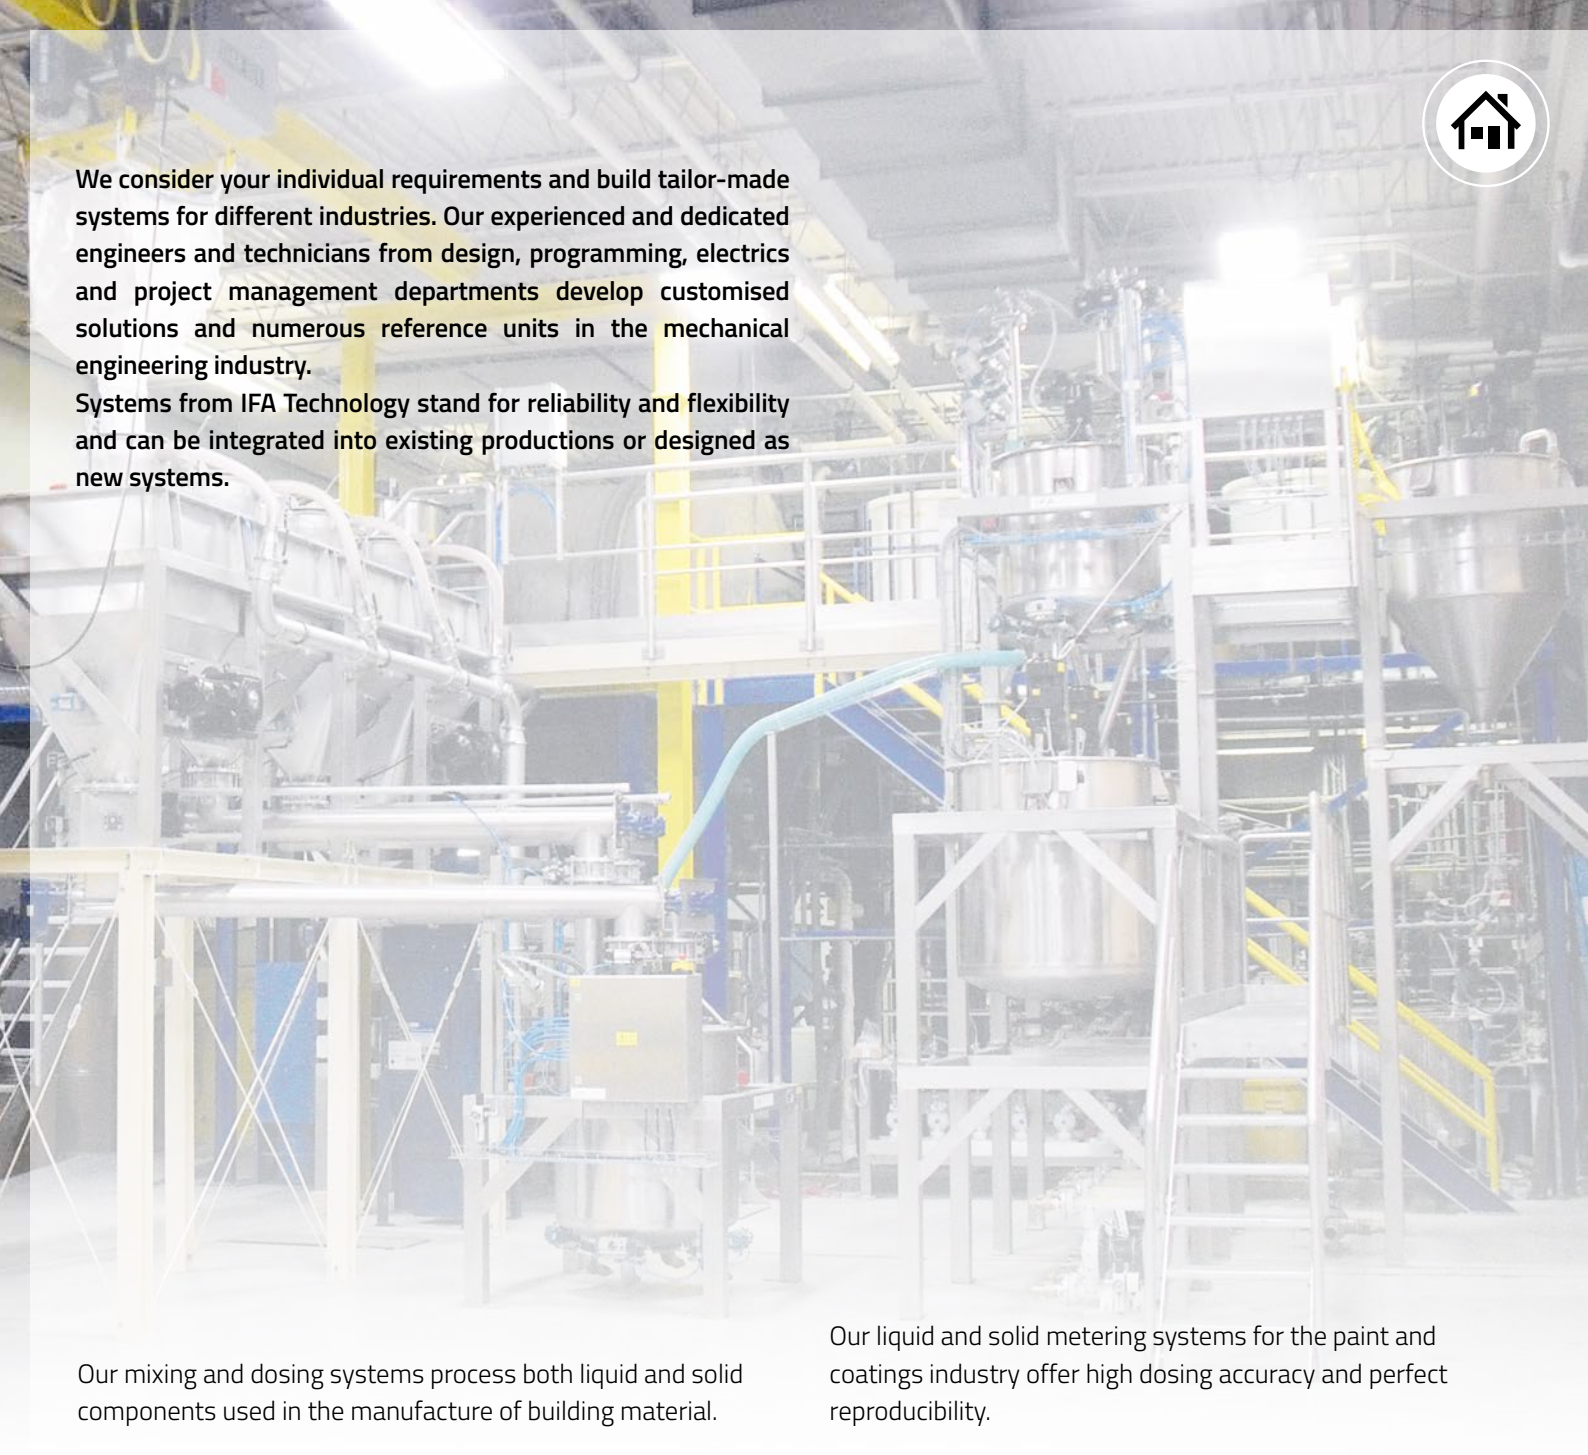 We consider your individual requirements and build tailor-made
systems for different industries. Our experienced and dedicated
engineers and technicians from design, programming, electrics
and project management departments develop customised
solutions and numerous reference units in the mechanical
engineering industry.
Systems from IFA Technology stand for reliability and flexibility
and can be integrated into existing productions or designed as
new systems.
Our mixing and dosing systems process both liquid and solid
components used in the manufacture of building material.
Our liquid and solid metering systems for the paint and
coatings industry offer high dosing accuracy and perfect
reproducibility.